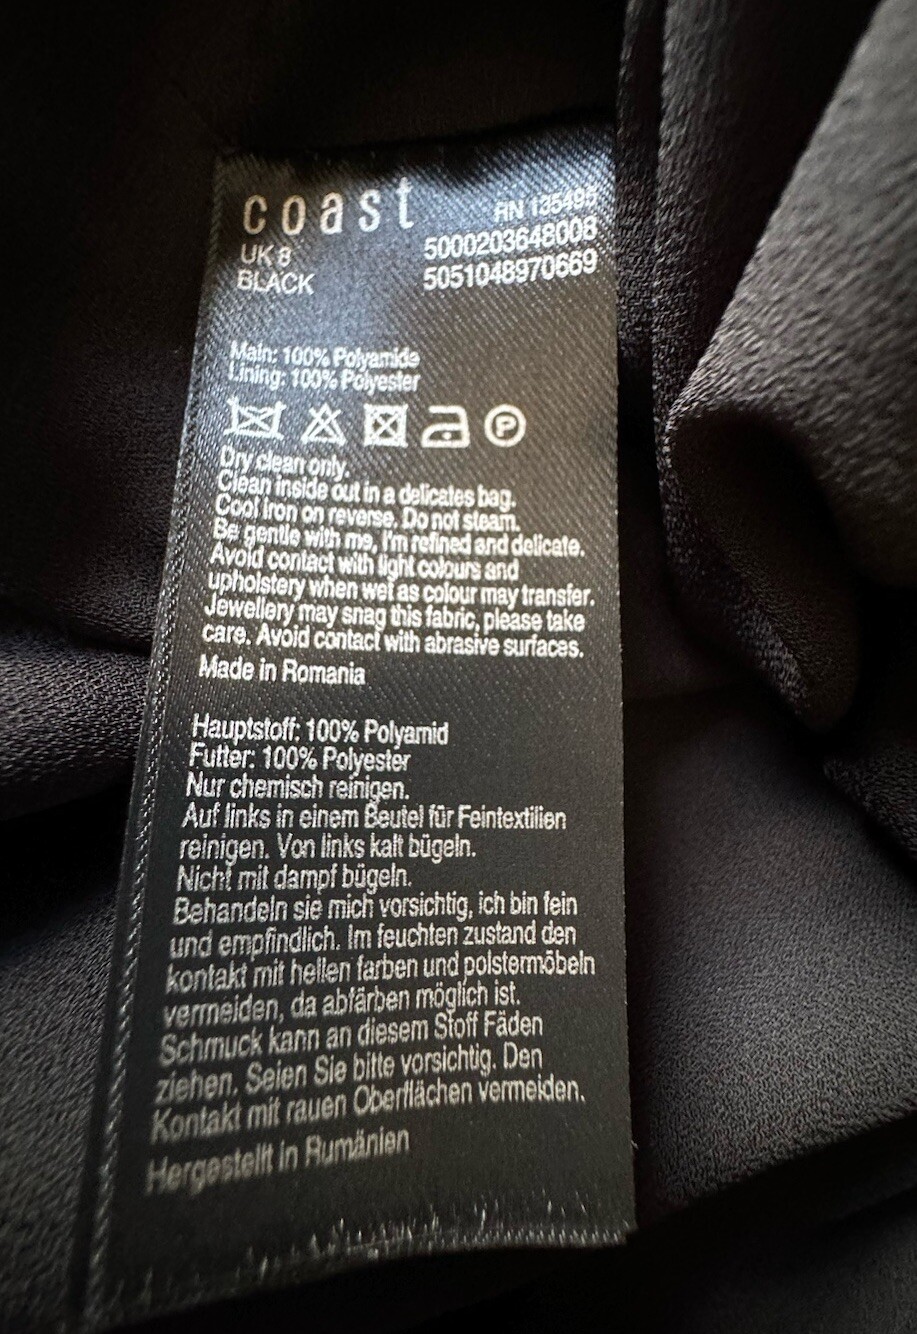 coast RN 135495
UK 8 5000203648008
BLACK 5051048970669
Main: 100% Polyamide
Lining: 100% Polyester
P
Dry clean only.
Clean inside out in a delicates bag.
Cool iron on reverse. Do not steam.
Be gentle with me, I'm refined and delicate.
Avoid contact with light colours and
upholstery when wet as colour may transfer.
Jewellery may snag this fabric, please take
care. Avoid contact with abrasive surfaces.
Made in Romania
Hauptstoff: 100% Polyamid
Futter: 100% Polyester
Nur chemisch reinigen.
Auf links in einem Beutel für Feintextilien
reinigen. Von links kalt bügeln.
Nicht mit dampf bügeln.
Behandeln sie mich vorsichtig, ich bin fein
und empfindlich. Im feuchten zustand den
kontakt mit hellen farben und polstermöbeln
vermeiden, da abfärben möglich ist.
Schmuck kann an diesem Stoff Fäden
ziehen. Seien Sie bitte vorsichtig. Den
Kontakt mit rauen Oberflächen vermeiden.
Hergestellt in Rumänien